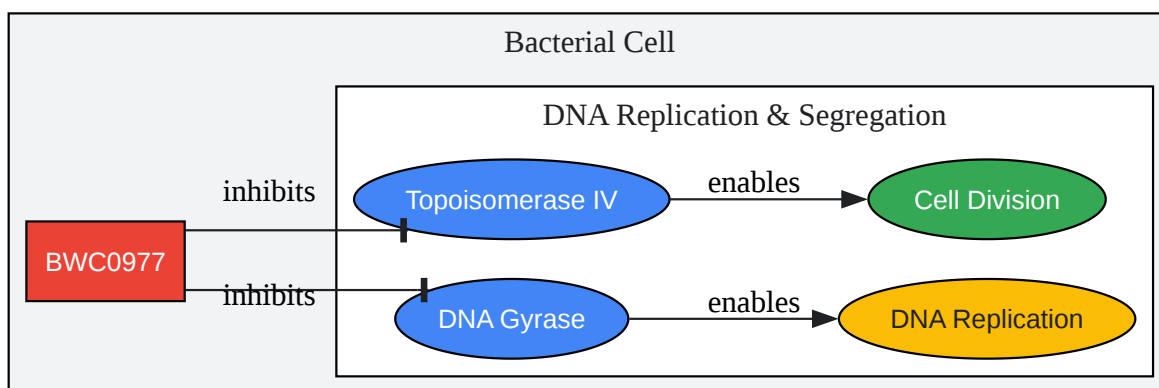 Bacterial Cell
DNA Replication & Segregation
inhibits
Topoisomerase IV
enables
Cell Division
BWC0977
inhibits
DNA Gyrase
enables
DNA Replication